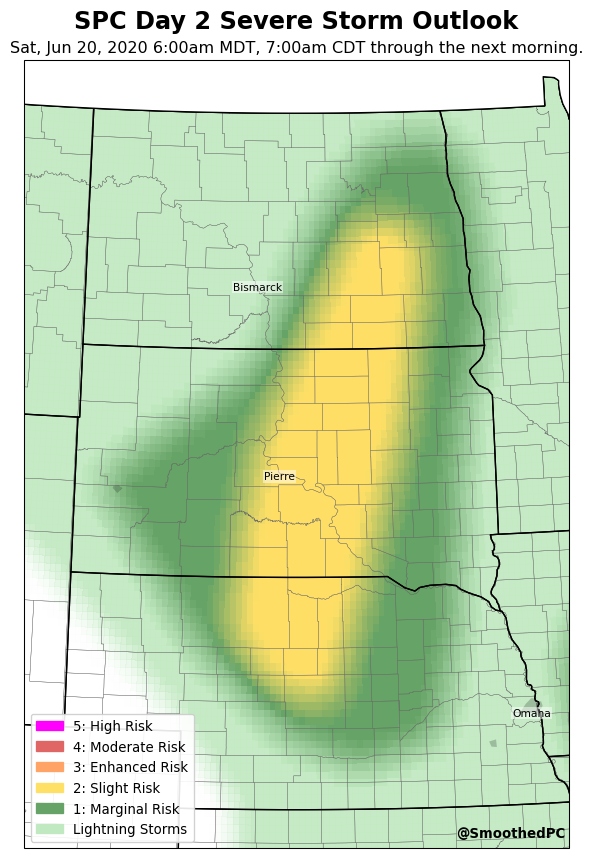 SPC Day 2 Severe Storm Outlook
Sat, Jun 20, 2020 6:00am MDT, 7:00am CDT through the next morning.
Bismarck
Pierre
Omaha
5: High Risk
4: Moderate Risk
3: Enhanced Risk
2: Slight Risk
1: Marginal Risk
Lightning Storms
@SmoothedPC